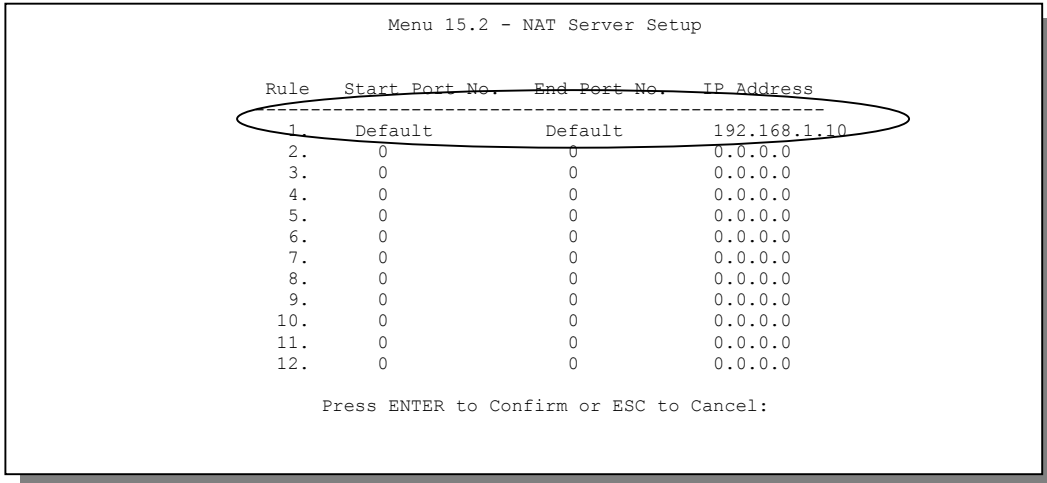 Menu 15.2 - NAT Server Setup
Rule Start Port No. End Port No. IP Address
---------------------------------------------------
1. Default Default 192.168.1.10
2. 0 0 0.0.0.0
3. 0 0 0.0.0.0
4. 0 0 0.0.0.0
5. 0 0 0.0.0.0
6. 0 0 0.0.0.0
7. 0 0 0.0.0.0
8. 0 0 0.0.0.0
9. 0 0 0.0.0.0
10. 0 0 0.0.0.0
11. 0 0 0.0.0.0
12. 0 0 0.0.0.0
Press ENTER to Confirm or ESC to Cancel: